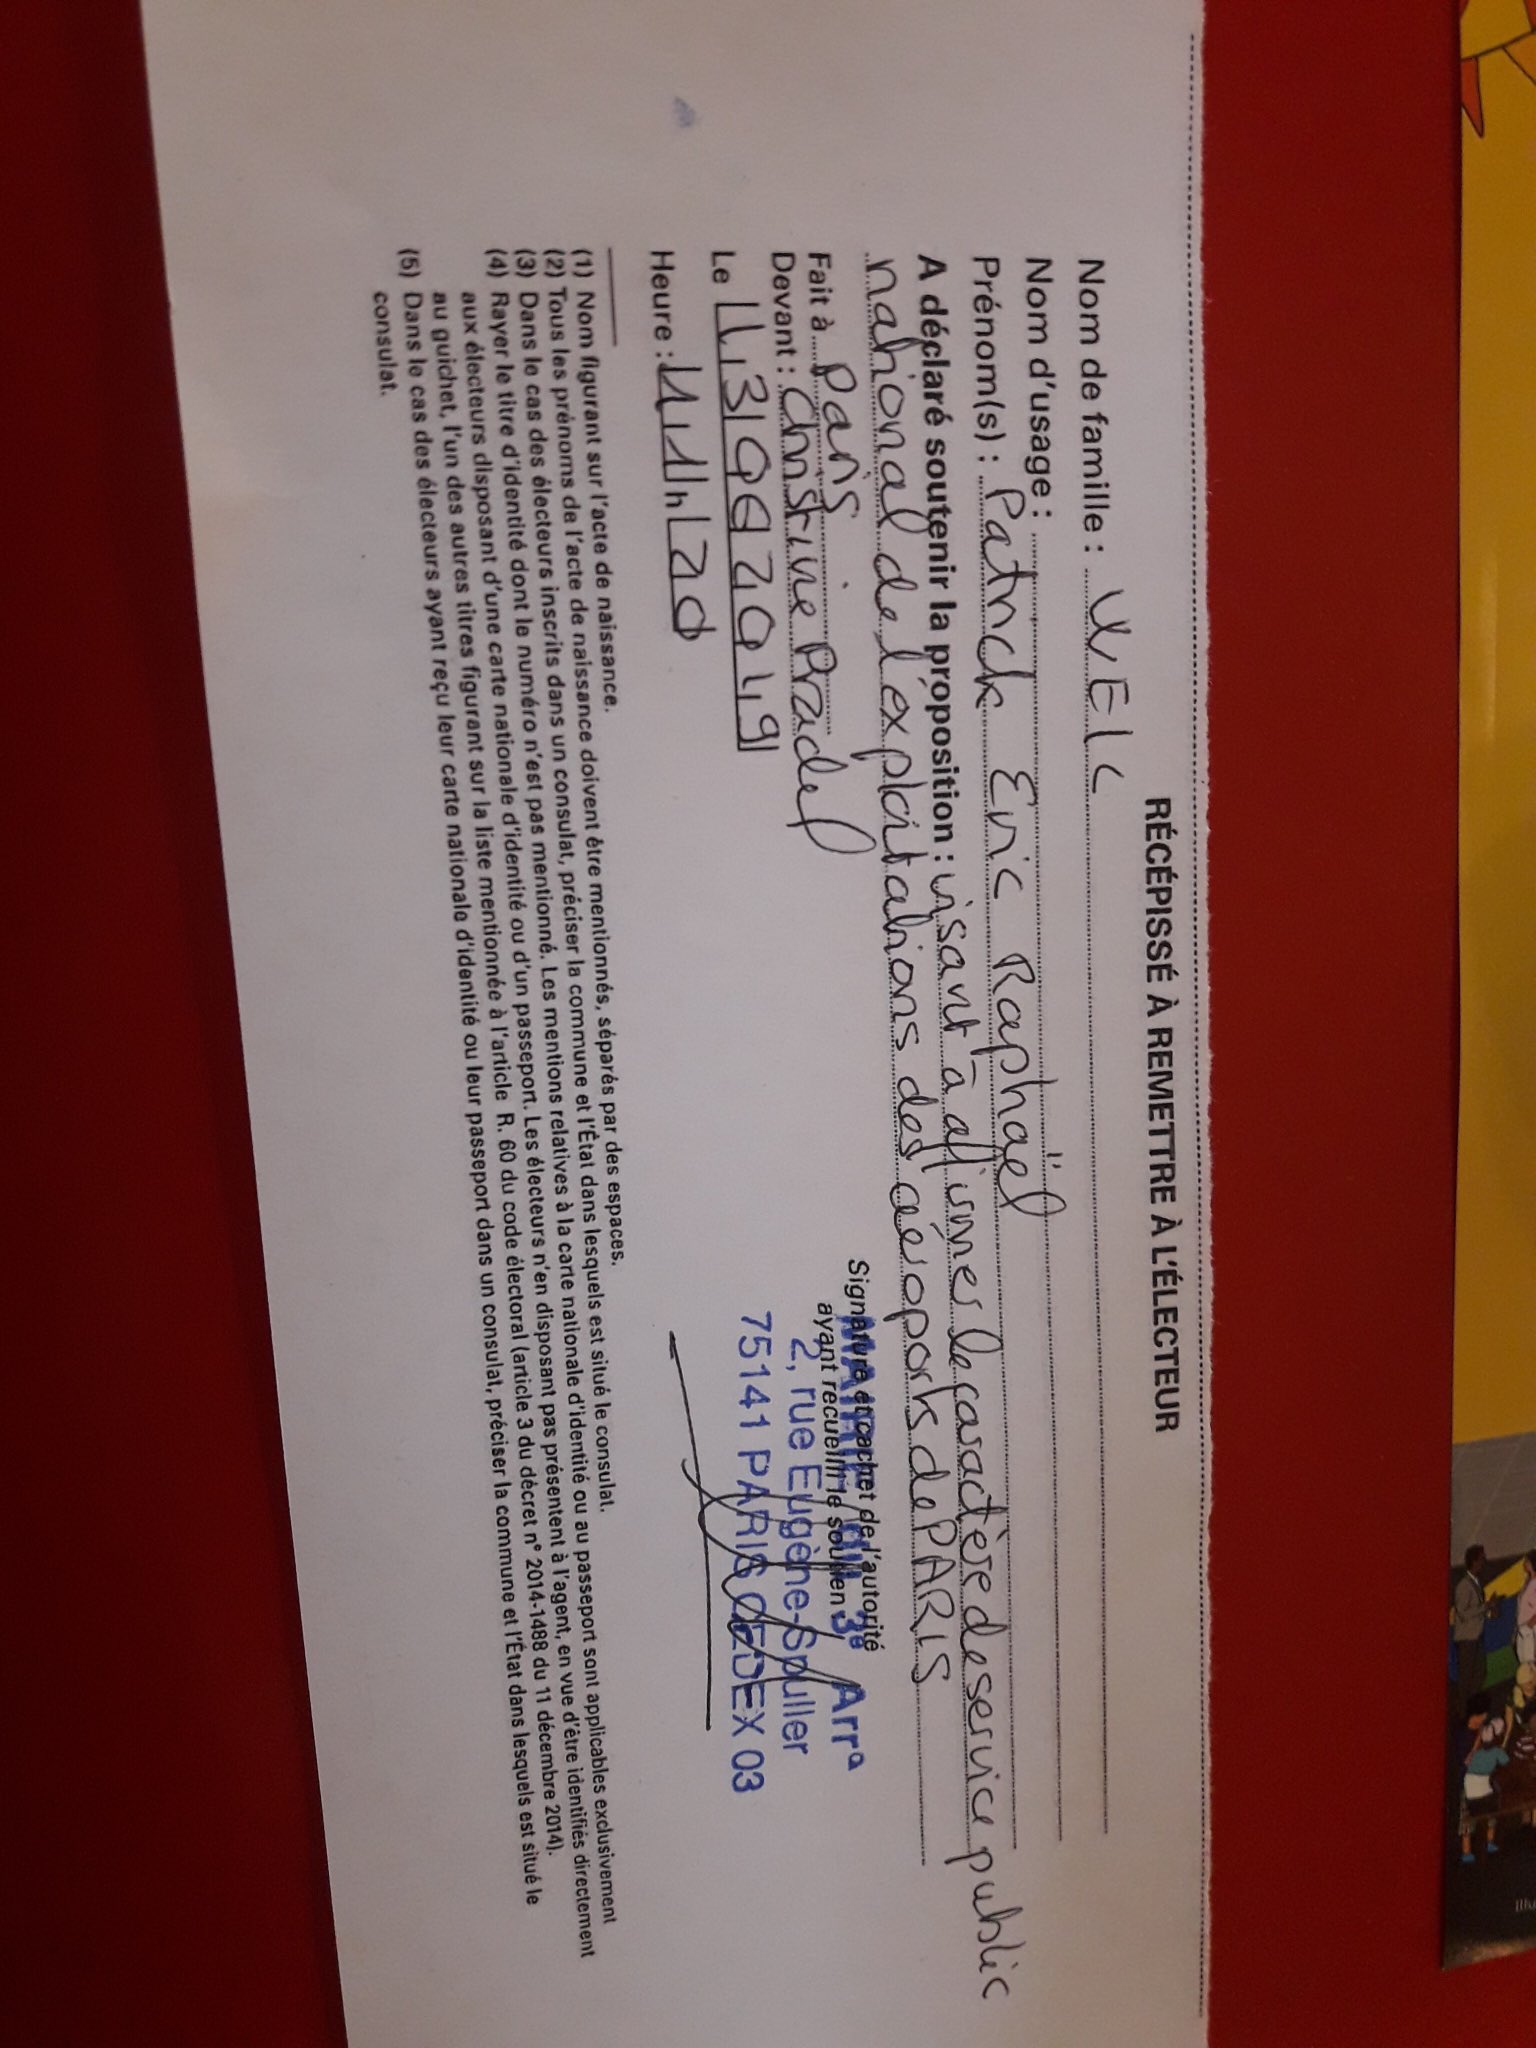 RÉCÉPISSÉ À REMETTRE À L'ÉLECTEUR
Nom de famille : WEIL
Nom d'usage :
Prénom(s) : Patrick Eric Raphaël
A déclaré soutenir la proposition : visant à affirmer le caractère de service public
national de l'exploitations des aéroports de PARIS
Fait à Paris
Devant : Christine Pradel
Le 13062019
Heure : 11h20
Signature et cachet de l'autorité
ayant recueilli le soutien
MAIRIE du 3e Arrt
2, rue Eugène-Spuller
75141 PARIS CEDEX 03
(1) Nom figurant sur l'acte de naissance.
(2) Tous les prénoms de l'acte de naissance doivent être mentionnés, séparés par des espaces.
(3) Dans le cas des électeurs inscrits dans un consulat, préciser la commune et l'État dans lesquels est situé le consulat.
(4) Rayer le titre d'identité dont le numéro n'est pas mentionné. Les mentions relatives à la carte nationale d'identité ou au passeport sont applicables exclusivement
aux électeurs disposant d'une carte nationale d'identité ou d'un passeport. Les électeurs n'en disposant pas présentent à l'agent, en vue d'être identifiés directement
au guichet, l'un des autres titres figurant sur la liste mentionnée à l'article R. 60 du code électoral (article 3 du décret n° 2014-1488 du 11 décembre 2014).
(5) Dans le cas des électeurs ayant reçu leur carte nationale d'identité ou leur passeport dans un consulat, préciser la commune et l'État dans lesquels est situé le
consulat.